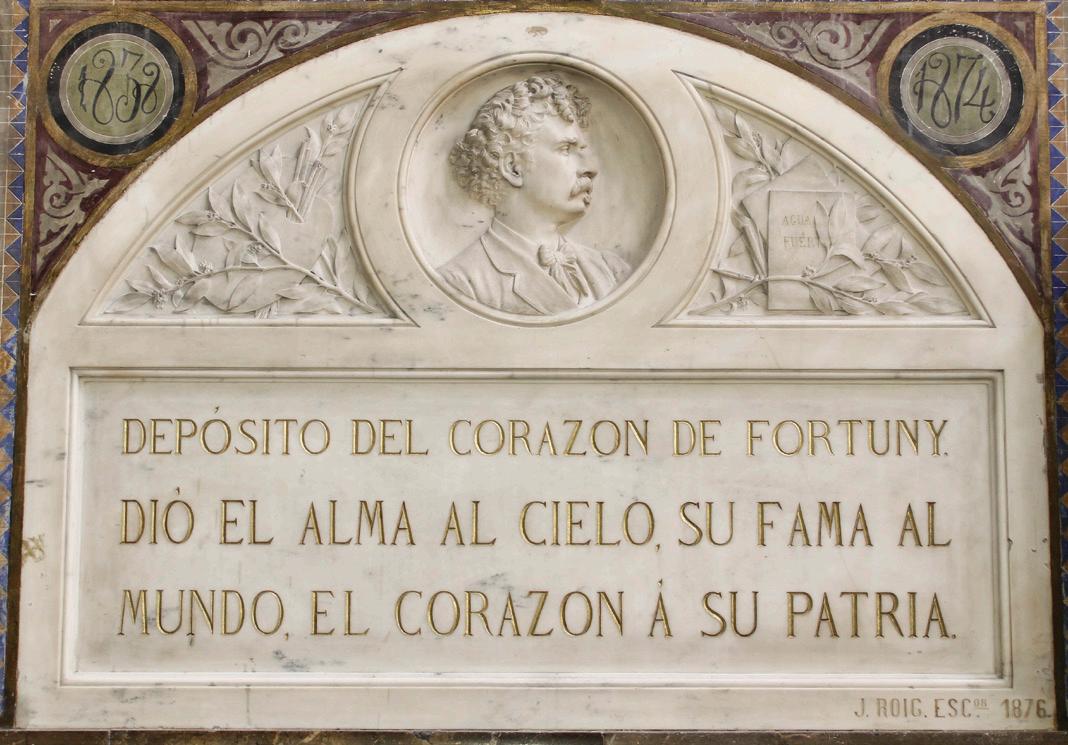 1838
1874
AGUA
FUER
DEPÓSITO DEL CORAZON DE FORTUNY.
DIÓ EL ALMA AL CIELO, SU FAMA AL
MUNDO, EL CORAZON Á SU PATRIA.
J. ROIG. ESC.OR 1876.